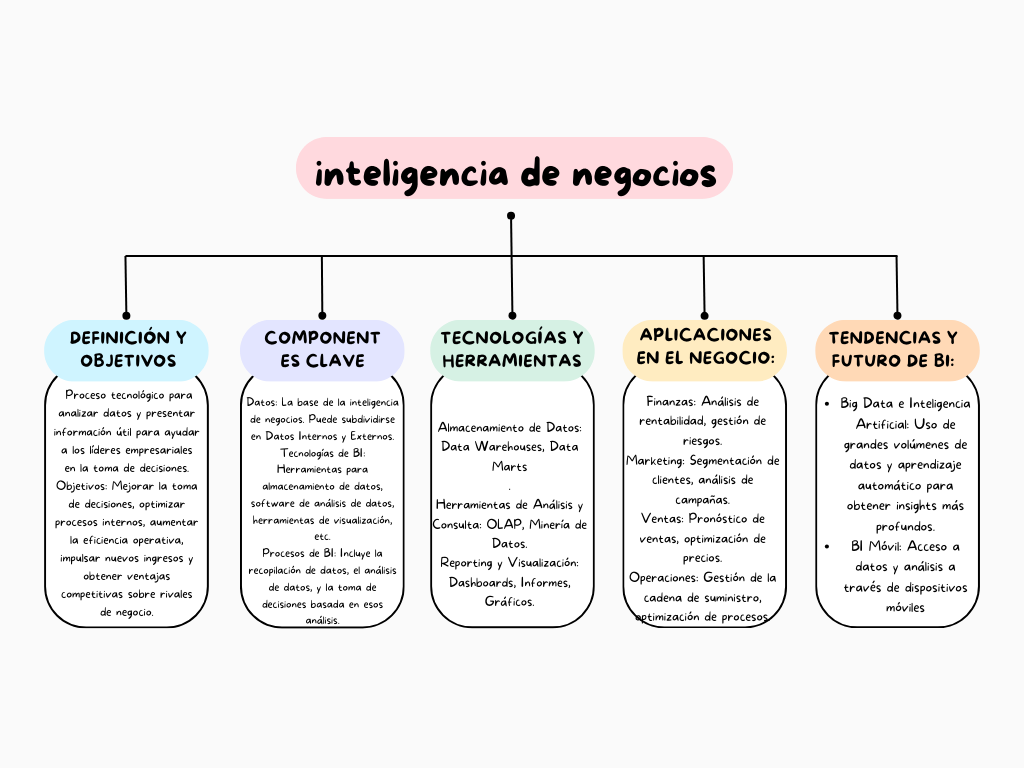 inteligencia de negocios
DEFINICIÓN Y
OBJETIVOS
Proceso tecnológico para
analizar datos y presentar
información útil para ayudar
a los líderes empresariales
en la toma de decisiones.
Objetivos: Mejorar la toma
de decisiones, optimizar
procesos internos, aumentar
la eficiencia operativa,
impulsar nuevos ingresos y
obtener ventajas
competitivas sobre rivales
de negocio.
COMPONENT
ES CLAVE
Datos: La base de la inteligencia
de negocios. Puede subdividirse
en Datos Internos y Externos.
Tecnologías de BI:
Herramientas para
almacenamiento de datos,
software de análisis de datos,
herramientas de visualización,
etc.
Procesos de BI: Incluye la
recopilación de datos, el análisis
de datos, y la toma de
decisiones basada en esos
análisis.
TECNOLOGÍAS Y
HERRAMIENTAS
Almacenamiento de Datos:
Data Warehouses, Data
Marts
.
Herramientas de Análisis y
Consulta: OLAP, Minería de
Datos.
Reporting y Visualización:
Dashboards, Informes,
Gráficos.
APLICACIONES
EN EL NEGOCIO:
Finanzas: Análisis de
rentabilidad, gestión de
riesgos.
Marketing: Segmentación de
clientes, análisis de
campañas.
Ventas: Pronóstico de
ventas, optimización de
precios.
Operaciones: Gestión de la
cadena de suministro,
optimización de procesos.
TENDENCIAS Y
FUTURO DE BI:
• Big Data e Inteligencia
Artificial: Uso de
grandes volúmenes de
datos y aprendizaje
automático para
obtener insights más
profundos.
• BI Móvil: Acceso a
datos y análisis a
través de dispositivos
móviles